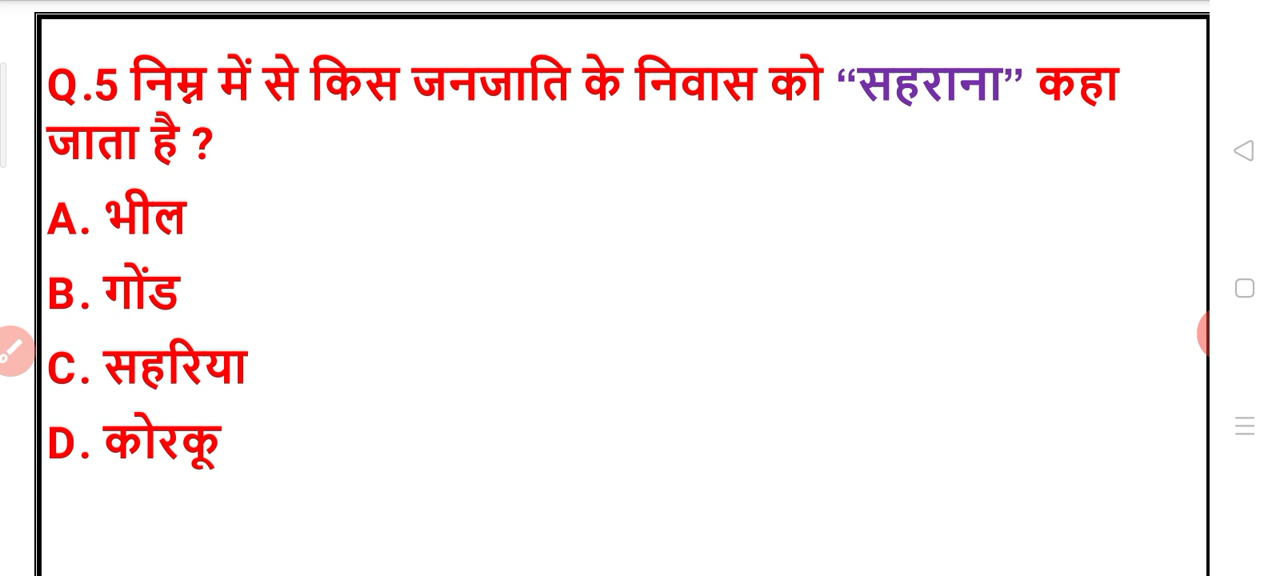 Q.5 निम्न में से किस जनजाति के निवास को “सहराना” कहा
जाता है ?
A. भील
B. गोंड
C. सहरिया
D. कोरकू